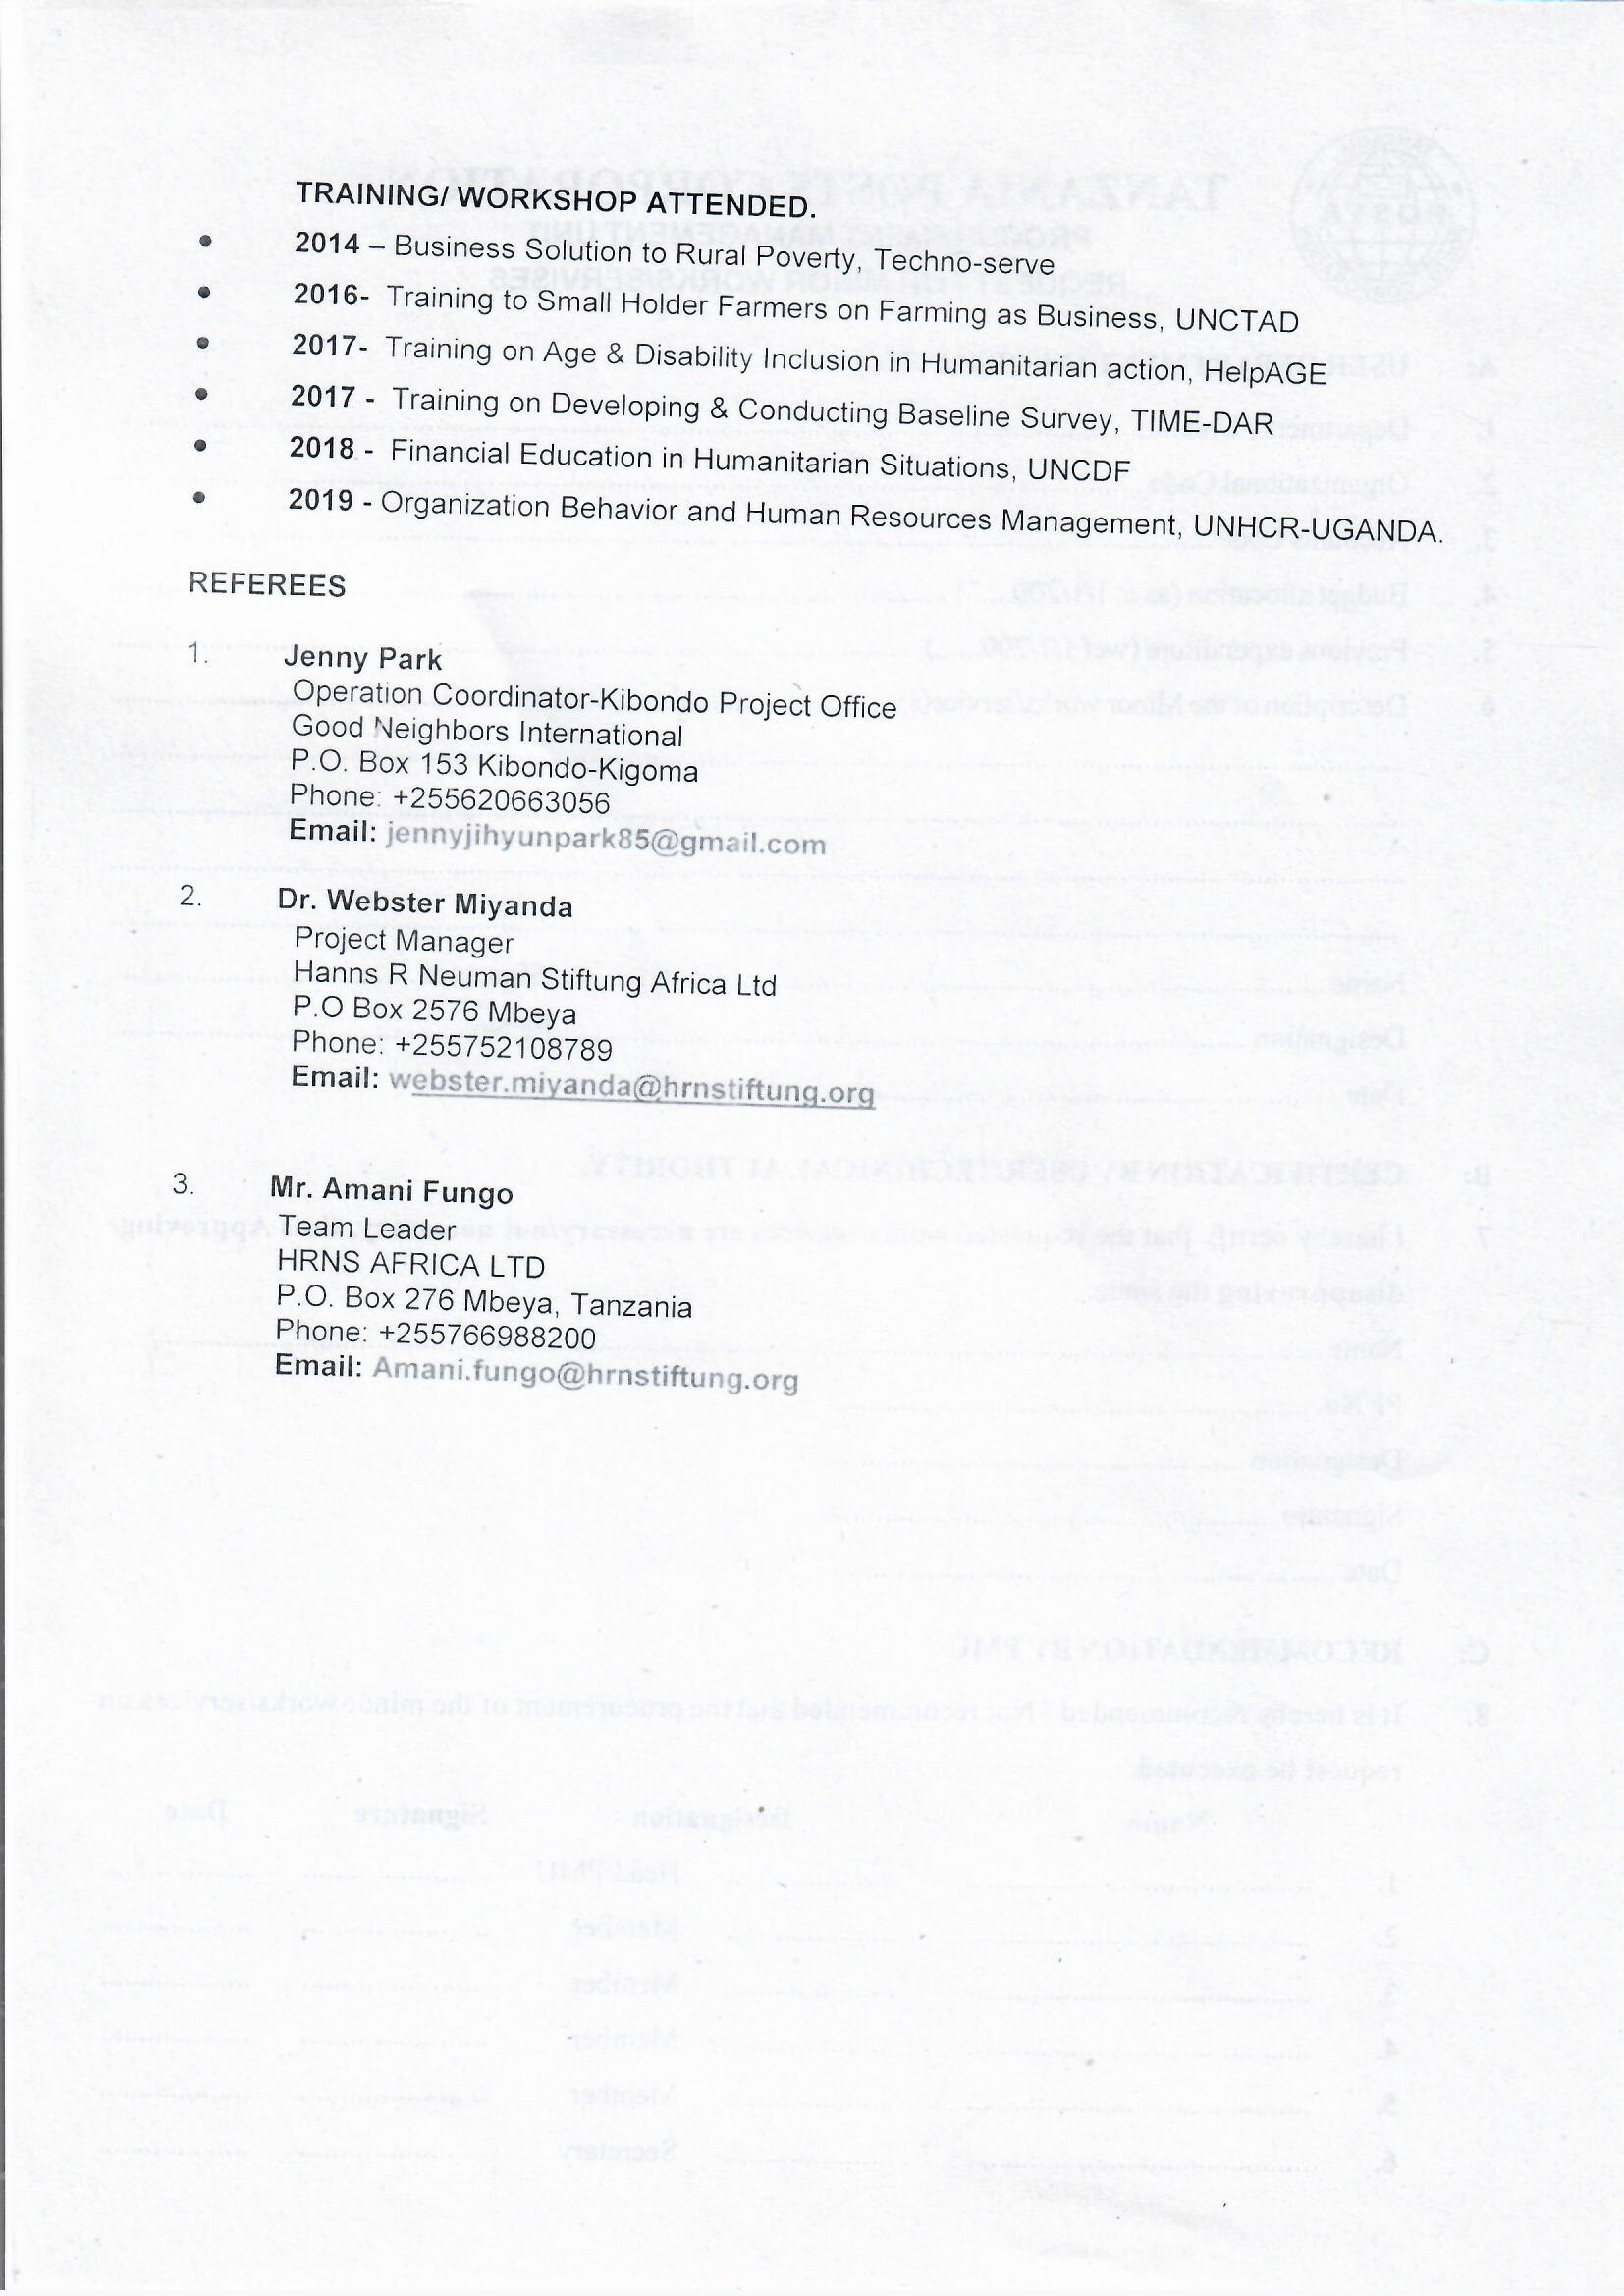 TRAINING/ WORKSHOP ATTENDED.
• 2014 – Business Solution to Rural Poverty, Techno-serve
• 2016- Training to Small Holder Farmers on Farming as Business, UNCTAD
• 2017- Training on Age & Disability Inclusion in Humanitarian action, HelpAGE
• 2017 - Training on Developing & Conducting Baseline Survey, TIME-DAR
• 2018 - Financial Education in Humanitarian Situations, UNCDF
• 2019 - Organization Behavior and Human Resources Management, UNHCR-UGANDA.
REFEREES
1. Jenny Park
Operation Coordinator-Kibondo Project Office
Good Neighbors International
P.O. Box 153 Kibondo-Kigoma
Phone: +255620663056
Email: jennyjihyunpark85@gmail.com
2. Dr. Webster Miyanda
Project Manager
Hanns R Neuman Stiftung Africa Ltd
P.O Box 2576 Mbeya
Phone: +255752108789
Email: webster.miyanda@hrnstiftung.org
3. Mr. Amani Fungo
Team Leader
HRNS AFRICA LTD
P.O. Box 276 Mbeya, Tanzania
Phone: +255766988200
Email: Amani.fungo@hrnstiftung.org